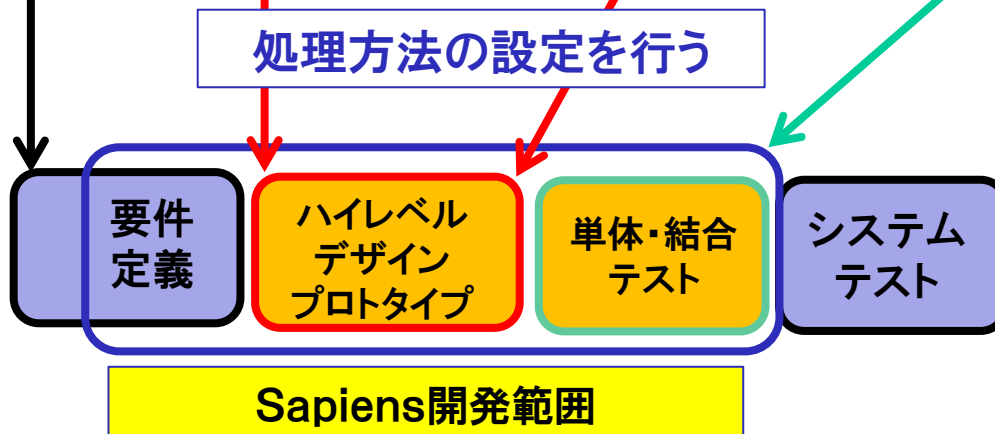 処理方法の設定を行う
要件
定義
ハイレベル
デザイン
プロトタイプ
単体・結合
テスト
システム
テスト
Sapiens開発範囲